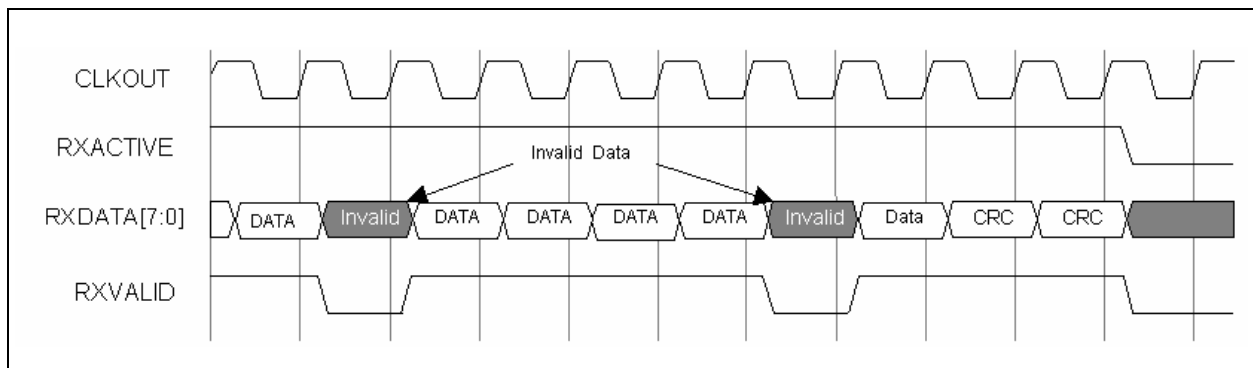 CLKOUT
RXACTIVE
Invalid Data
RXDATA[7:0] DATA Invalid DATA DATA DATA DATA Invalid Data CRC CRC
RXVALID